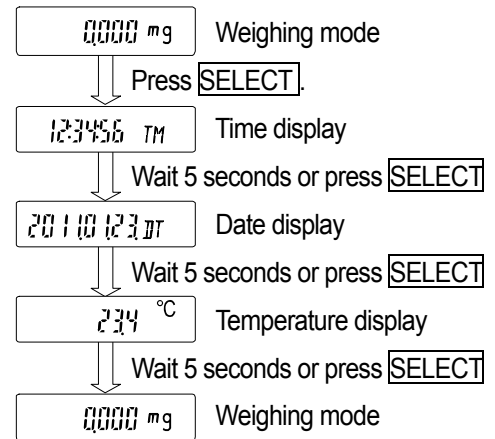 0.000 mg Weighing mode
Press SELECT.
12:34:56 TM Time display
Wait 5 seconds or press SELECT
2011.01.23. DT Date display
Wait 5 seconds or press SELECT
23.4 °C Temperature display
Wait 5 seconds or press SELECT
0.000 mg Weighing mode